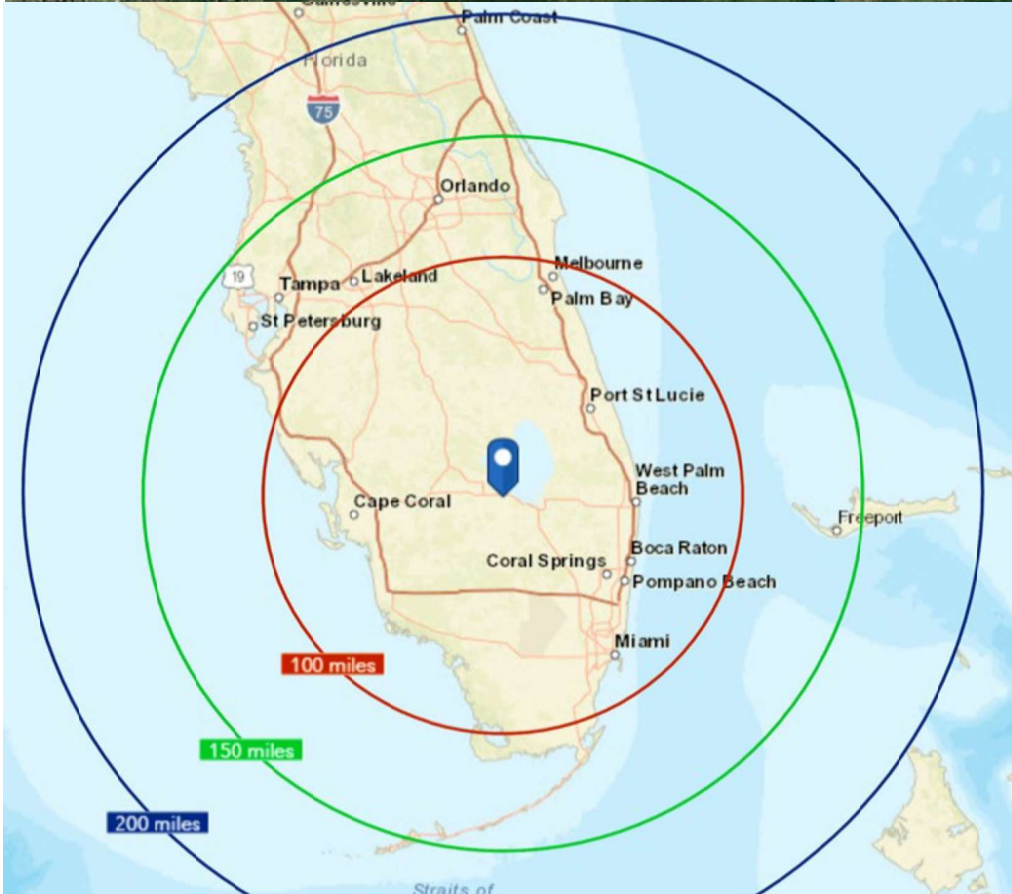 Gainesville
Palm Coast
Florida
75
Orlando
19
Tampa
Lakeland
Melbourne
Palm Bay
St Petersburg
Port St Lucie
West Palm
Beach
Cape Coral
Freeport
Coral Springs
Boca Raton
Pompano Beach
Miami
100 miles
150 miles
200 miles
Straits of